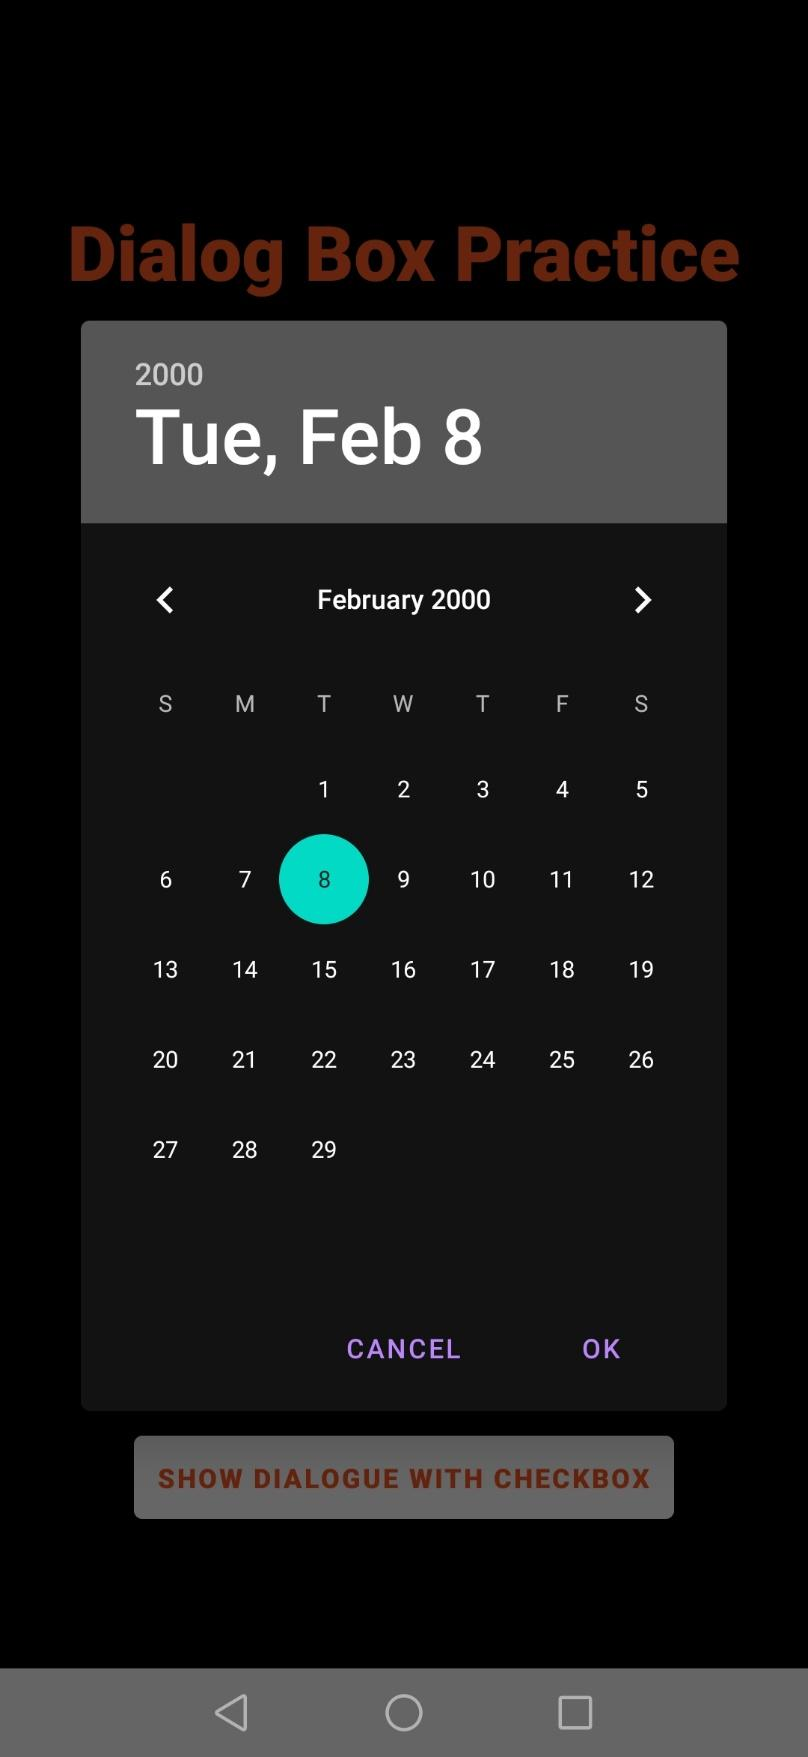 Dialog Box Practice
2000
Tue, Feb 8
February 2000
S M T W T F S
1 2 3 4 5
6 7 8 9 10 11 12
13 14 15 16 17 18 19
20 21 22 23 24 25 26
27 28 29
CANCEL OK
SHOW DIALOGUE WITH CHECKBOX